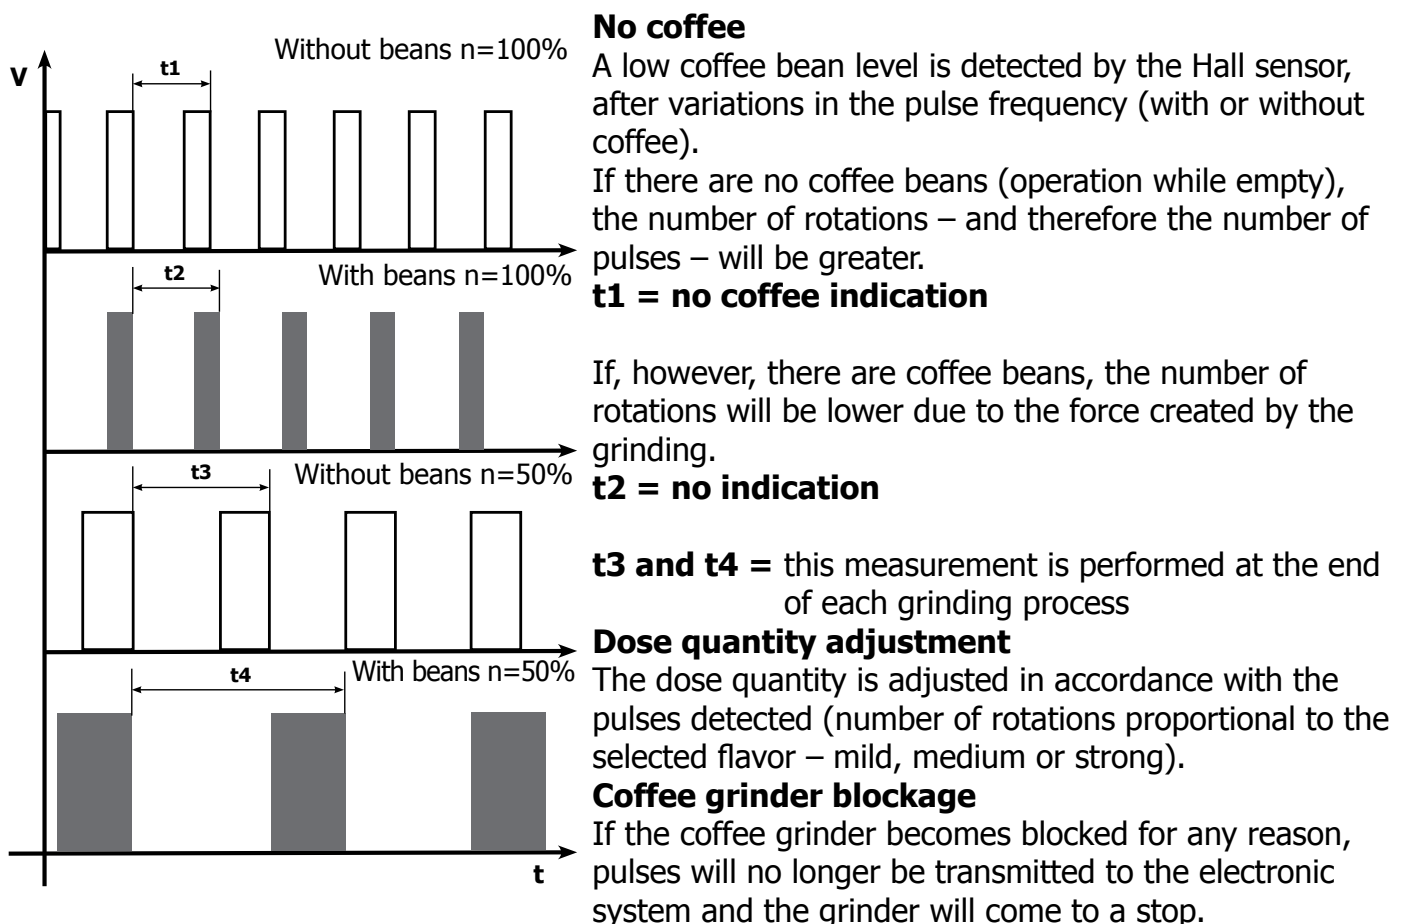 V
Without beans n=100%
t1
With beans n=100%
t2
Without beans n=50%
t3
With beans n=50%
t4
t
No coffee
A low coffee bean level is detected by the Hall sensor,
after variations in the pulse frequency (with or without
coffee).
If there are no coffee beans (operation while empty),
the number of rotations – and therefore the number of
pulses – will be greater.
t1 = no coffee indication
If, however, there are coffee beans, the number of
rotations will be lower due to the force created by the
grinding.
t2 = no indication
t3 and t4 = this measurement is performed at the end
of each grinding process
Dose quantity adjustment
The dose quantity is adjusted in accordance with the
pulses detected (number of rotations proportional to the
selected flavor – mild, medium or strong).
Coffee grinder blockage
If the coffee grinder becomes blocked for any reason,
pulses will no longer be transmitted to the electronic
system and the grinder will come to a stop.